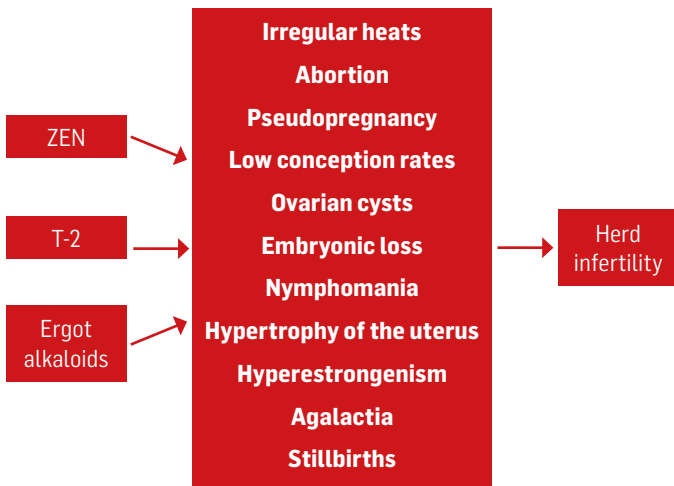 ZEN
T-2
Ergot
alkaloids
Irregular heats
Abortion
Pseudopregnancy
Low conception rates
Ovarian cysts
Embryonic loss
Nymphomania
Hypertrophy of the uterus
Hyperestrongenism
Agalactia
Stillbirths
Herd
infertility